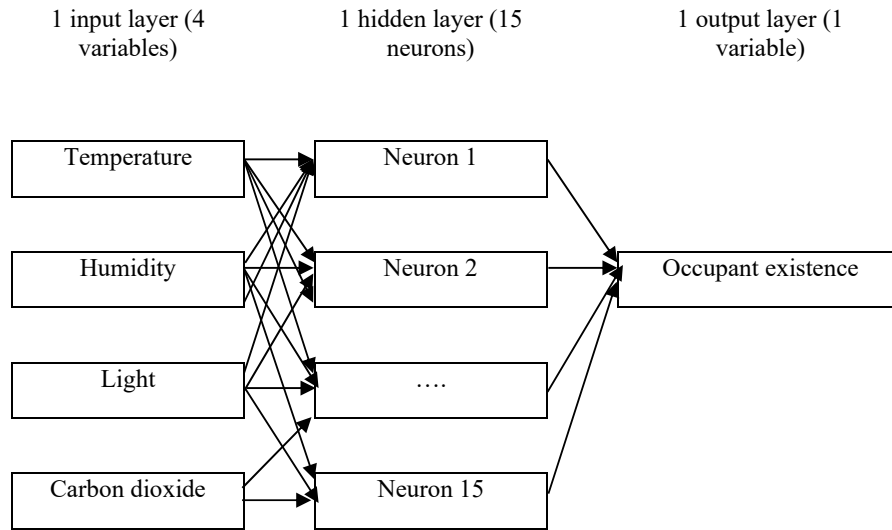 1 input layer (4
variables)
1 hidden layer (15
neurons)
1 output layer (1
variable)
Temperature
Neuron 1
Humidity
Neuron 2
Occupant existence
Light
….
Carbon dioxide
Neuron 15